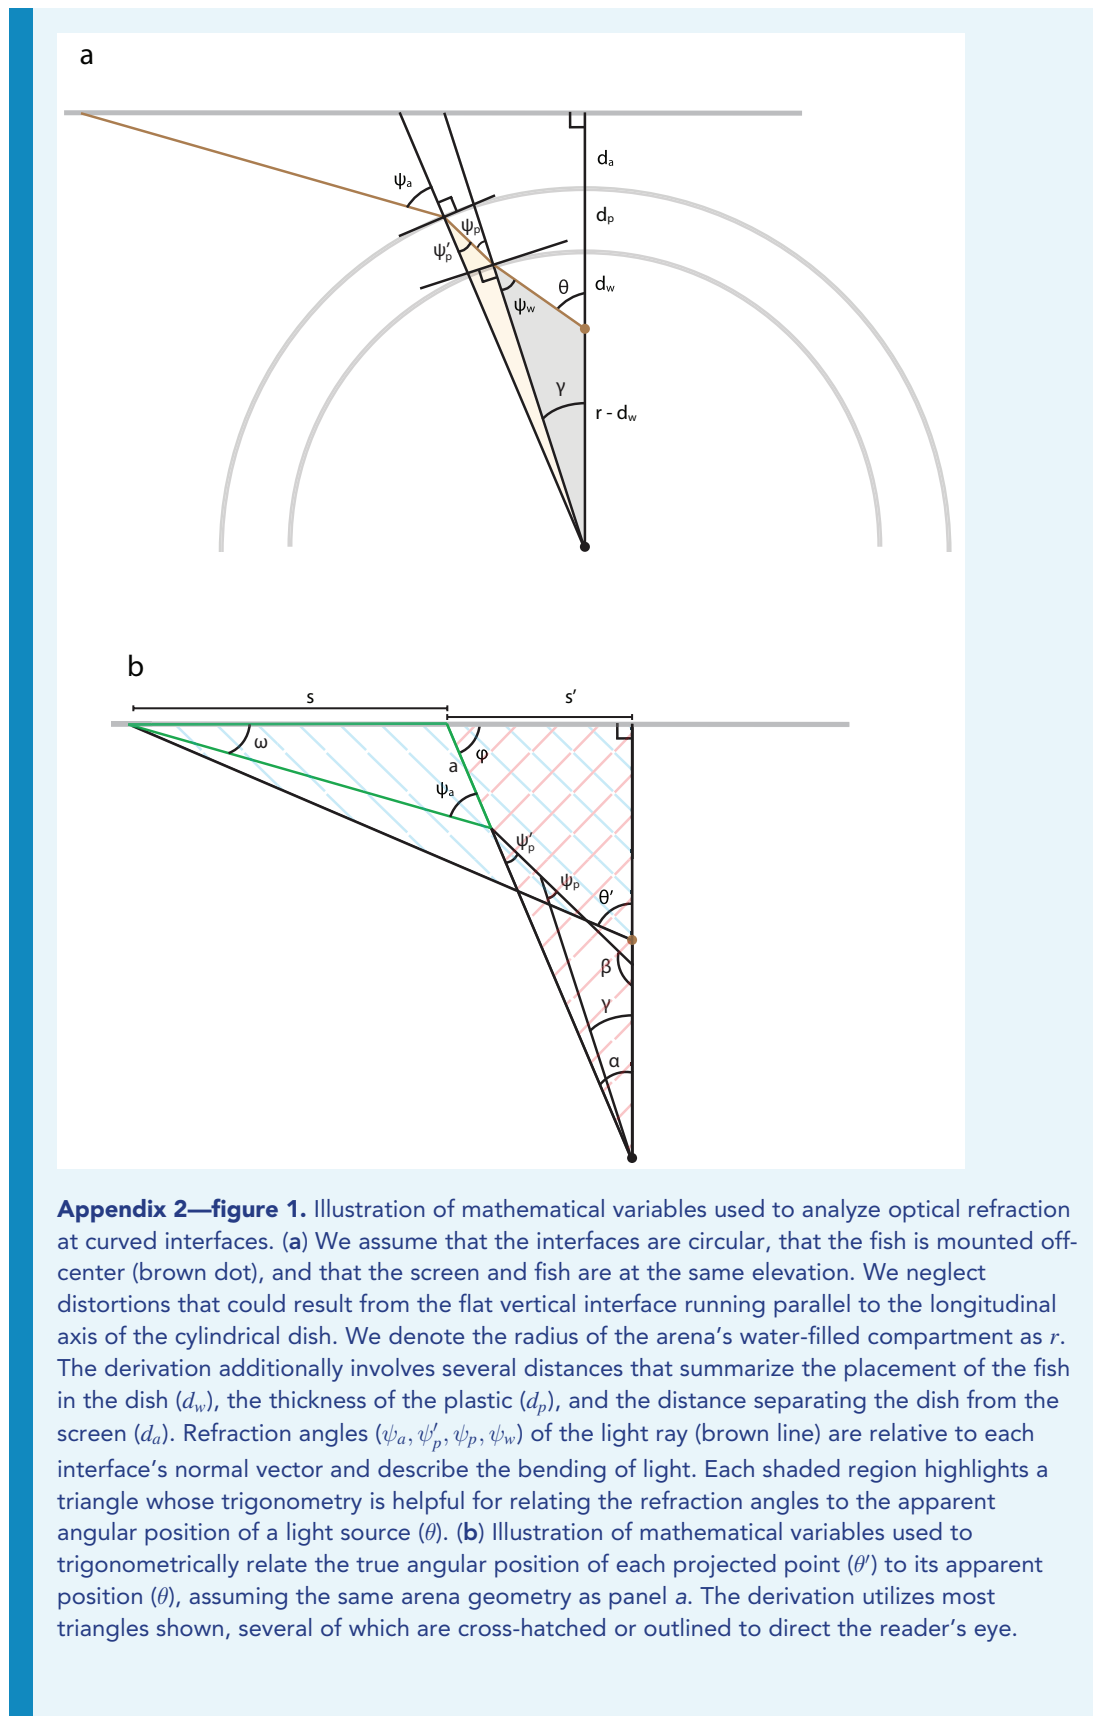 a
dₐ
ψₐ
dₚ
ψₚ
ψ′ₚ
θ
d_w
ψ_w
γ
r - d_w
b
s
s′
ω
φ
a
ψₐ
ψ′ₚ
ψₚ
θ′
β
γ
α
Appendix 2—figure 1. Illustration of mathematical variables used to analyze optical refraction
at curved interfaces. (a) We assume that the interfaces are circular, that the fish is mounted off-
center (brown dot), and that the screen and fish are at the same elevation. We neglect
distortions that could result from the flat vertical interface running parallel to the longitudinal
axis of the cylindrical dish. We denote the radius of the arena’s water-filled compartment as r.
The derivation additionally involves several distances that summarize the placement of the fish
in the dish (d_w), the thickness of the plastic (dₚ), and the distance separating the dish from the
screen (dₐ). Refraction angles (ψₐ, ψ′ₚ, ψₚ, ψ_w) of the light ray (brown line) are relative to each
interface’s normal vector and describe the bending of light. Each shaded region highlights a
triangle whose trigonometry is helpful for relating the refraction angles to the apparent
angular position of a light source (θ). (b) Illustration of mathematical variables used to
trigonometrically relate the true angular position of each projected point (θ′) to its apparent
position (θ), assuming the same arena geometry as panel a. The derivation utilizes most
triangles shown, several of which are cross-hatched or outlined to direct the reader’s eye.